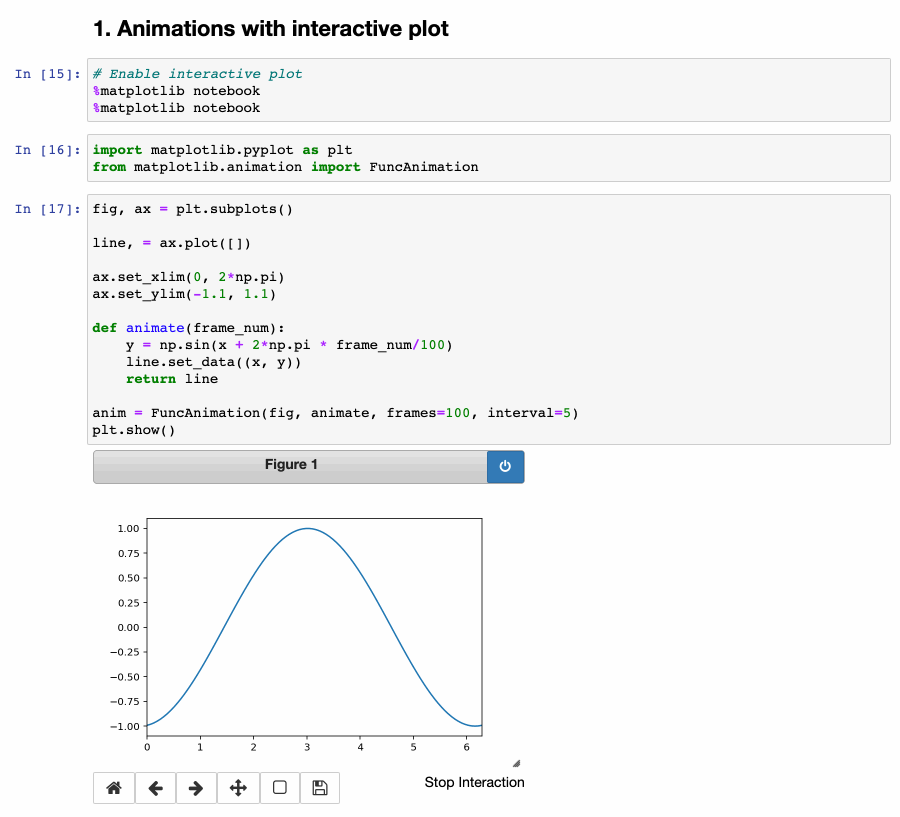 1. Animations with interactive plot
In [15]:
# Enable interactive plot
%matplotlib notebook
%matplotlib notebook
In [16]:
import matplotlib.pyplot as plt
from matplotlib.animation import FuncAnimation
In [17]:
fig, ax = plt.subplots()
line, = ax.plot([])
ax.set_xlim(0, 2*np.pi)
ax.set_ylim(-1.1, 1.1)
def animate(frame_num):
    y = np.sin(x + 2*np.pi * frame_num/100)
    line.set_data((x, y))
    return line
anim = FuncAnimation(fig, animate, frames=100, interval=5)
plt.show()
Figure 1
1.00
0.75
0.50
0.25
0.00
−0.25
−0.50
−0.75
−1.00
0 1 2 3 4 5 6
Stop Interaction